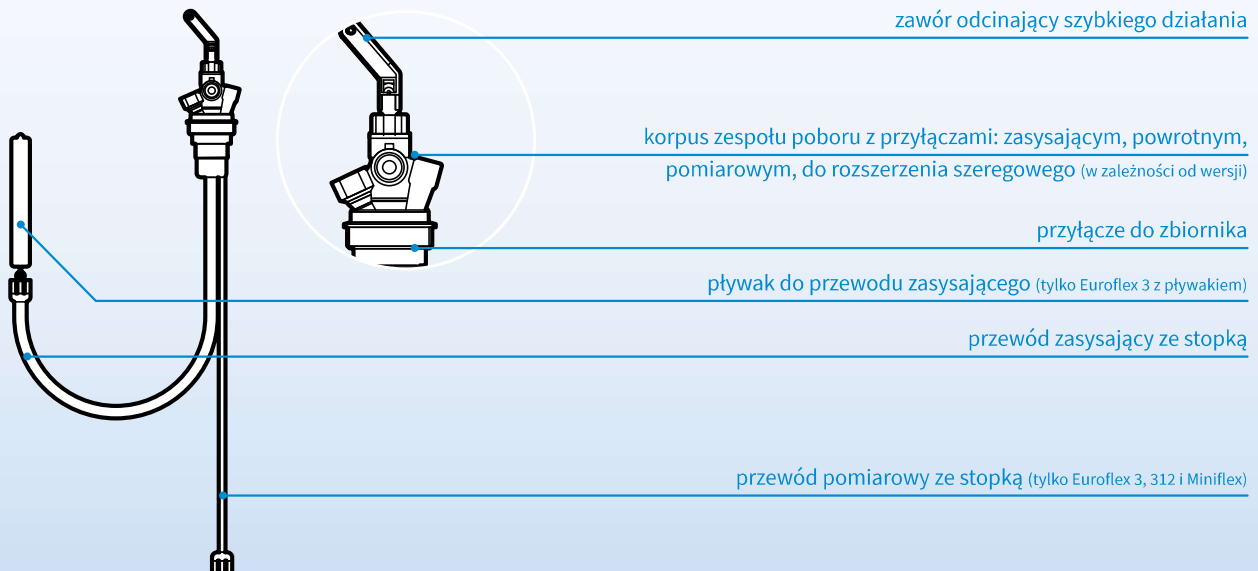 zawór odcinający szybkiego działania
korpus zespołu poboru z przyłączami: zasysającym, powrotnym,
pomiarowym, do rozszerzenia szeregowego (w zależności od wersji)
przyłącze do zbiornika
pływak do przewodu zasysającego (tylko Euroflex 3 z pływakiem)
przewód zasysający ze stopką
przewód pomiarowy ze stopką (tylko Euroflex 3, 312 i Miniflex)